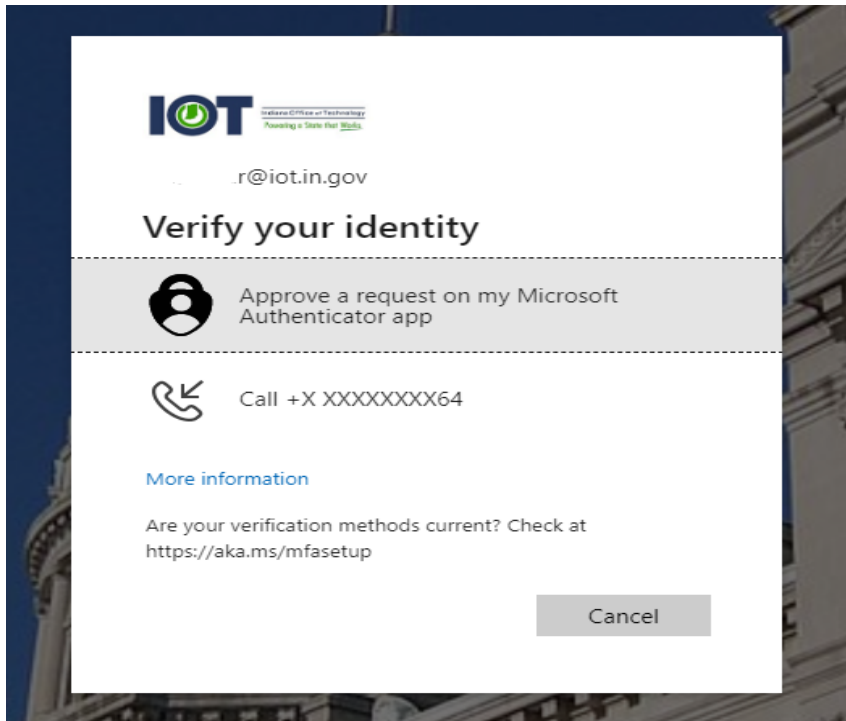 IOT
Indiana Office of Technology
Powering a State that Works.
r@iot.in.gov
Verify your identity
Approve a request on my Microsoft
Authenticator app
Call +X XXXXXXXX64
More information
Are your verification methods current? Check at
https://aka.ms/mfasetup
Cancel